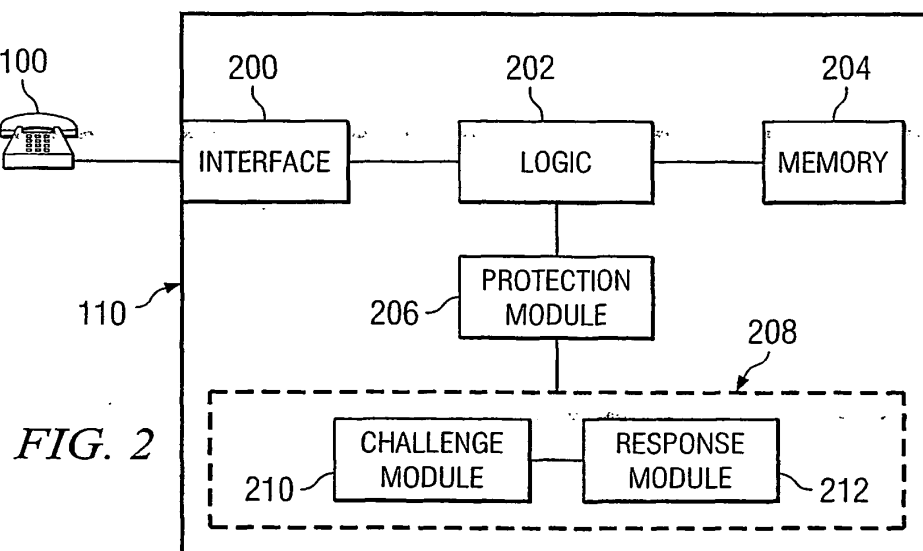 100
200
202
204
INTERFACE
LOGIC
MEMORY
110
206
PROTECTION
MODULE
208
FIG. 2
210
CHALLENGE
MODULE
RESPONSE
MODULE
212